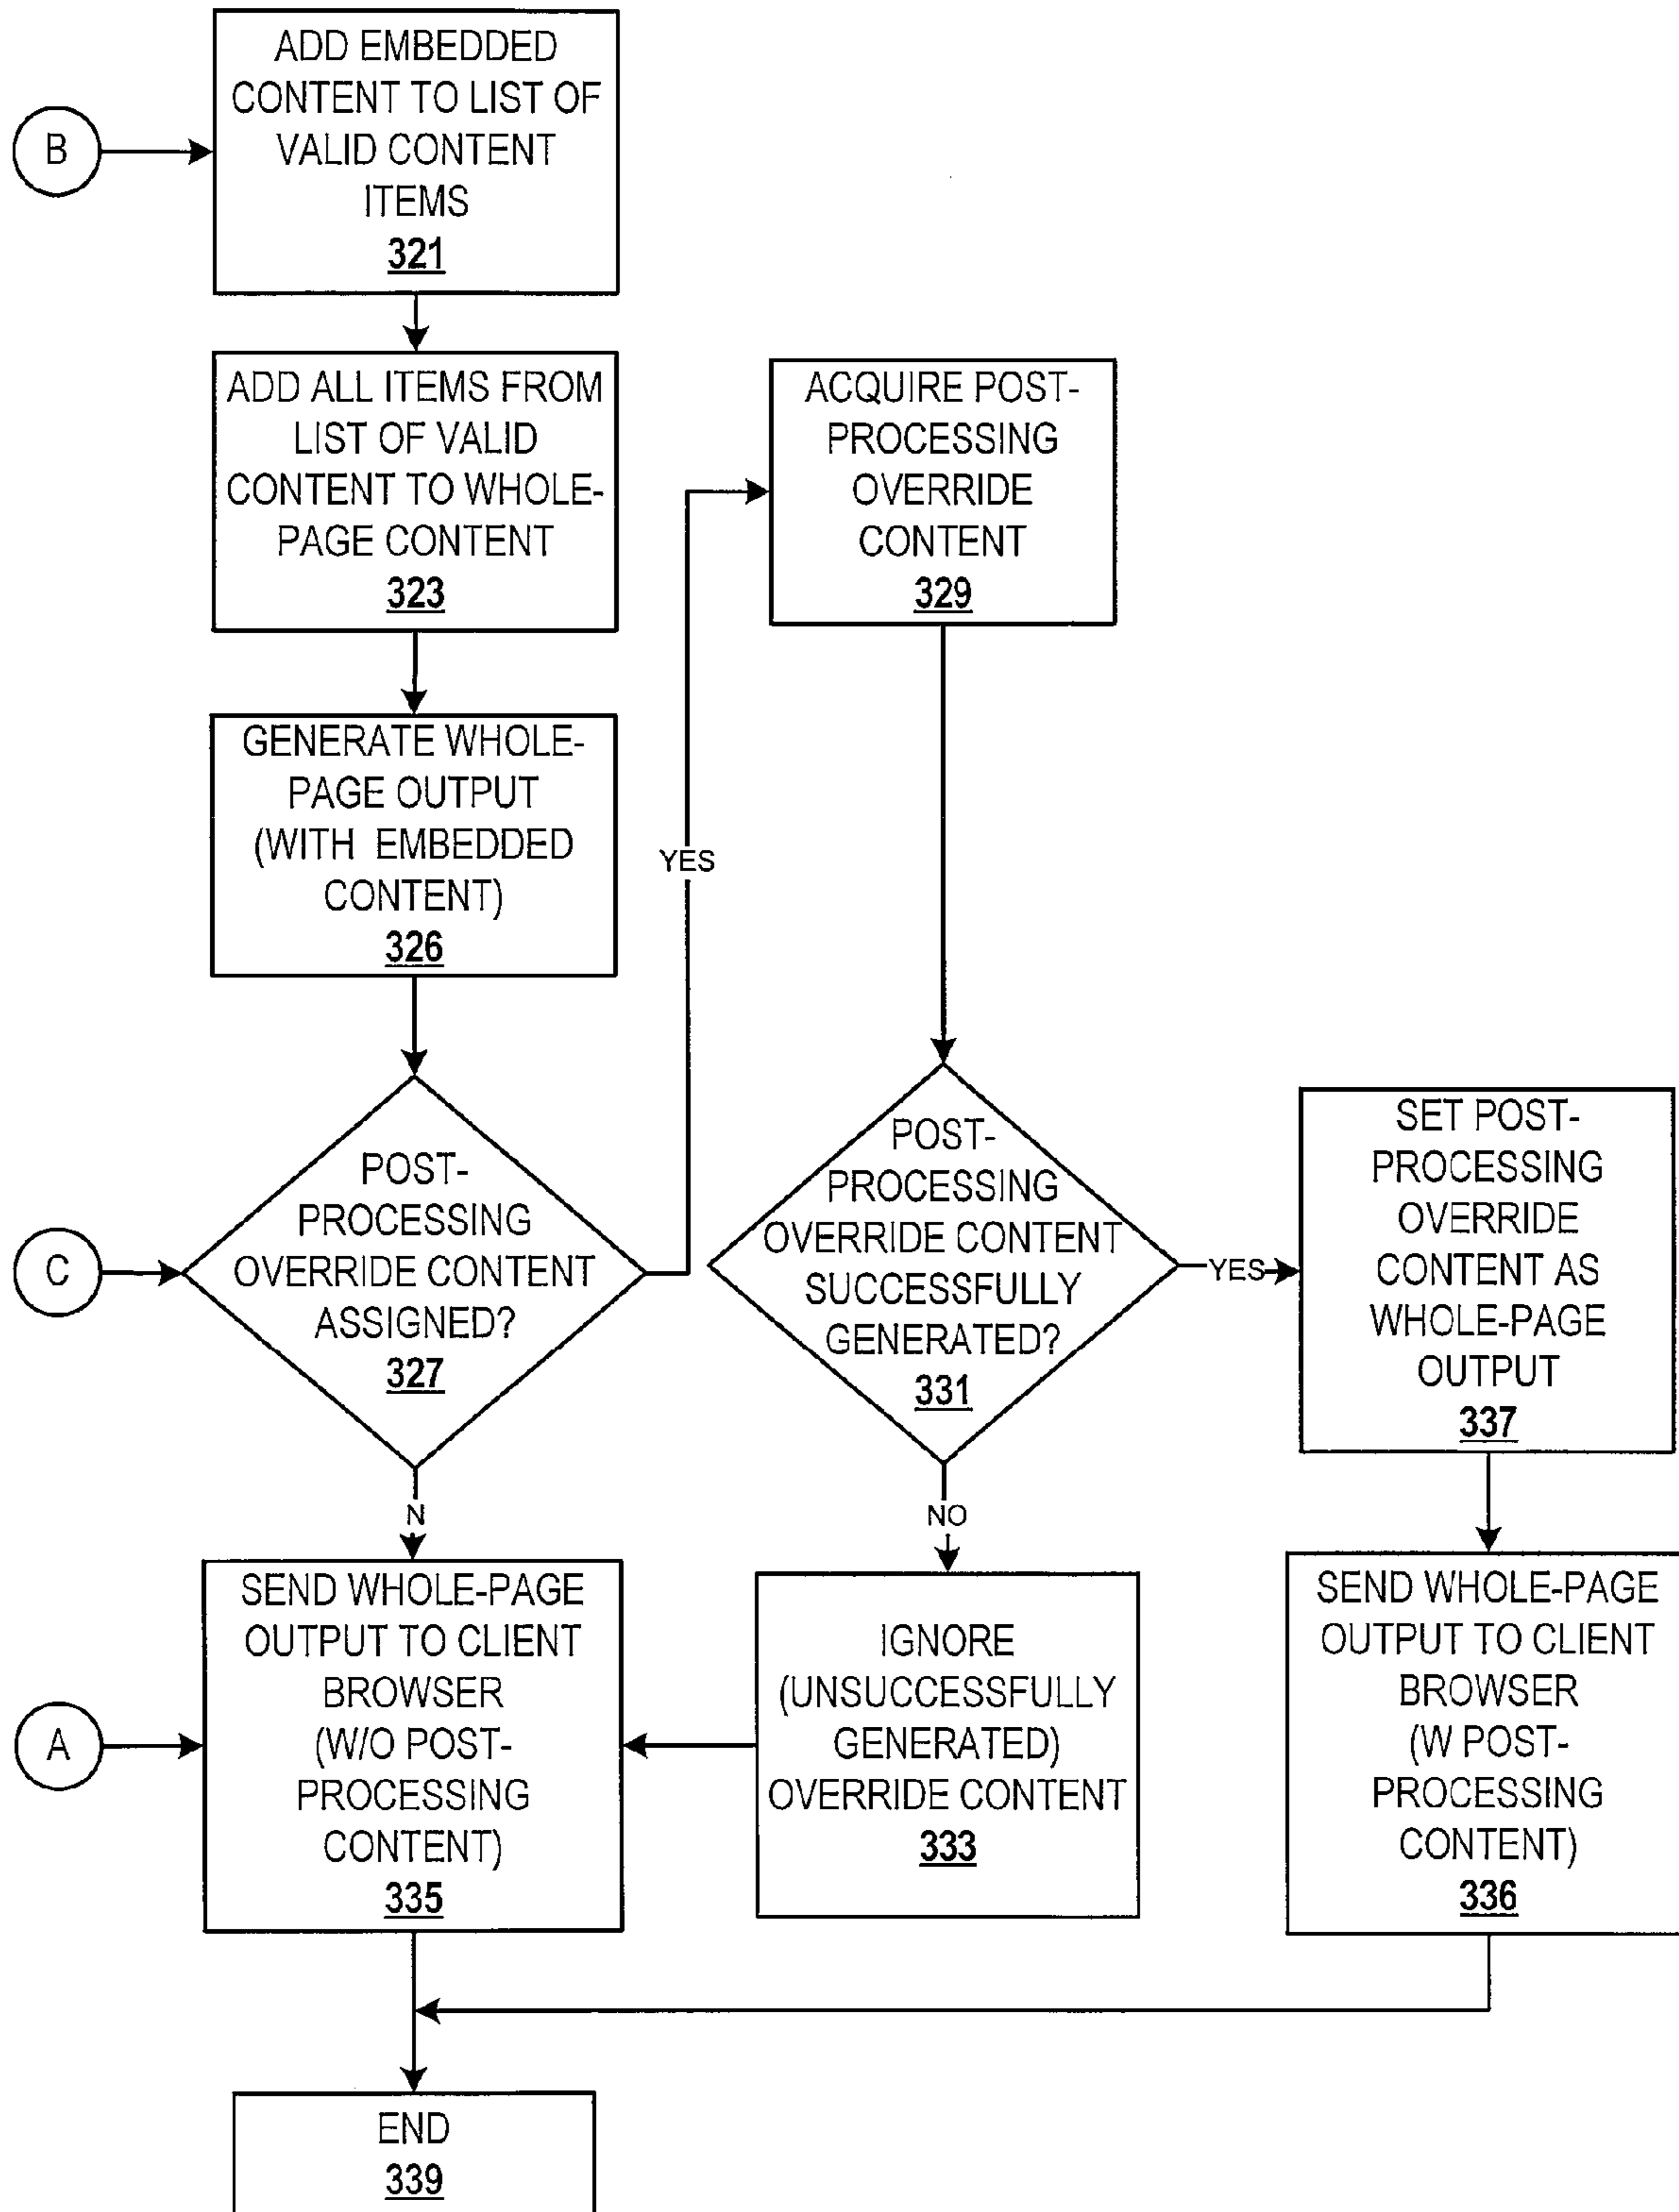 ADD EMBEDDED
CONTENT TO LIST OF
VALID CONTENT
ITEMS
321
B
ADD ALL ITEMS FROM
LIST OF VALID
CONTENT TO WHOLE-
PAGE CONTENT
323
ACQUIRE POST-
PROCESSING
OVERRIDE
CONTENT
329
GENERATE WHOLE-
PAGE OUTPUT
(WITH EMBEDDED
CONTENT)
326
YES
C
POST-
PROCESSING
OVERRIDE CONTENT
ASSIGNED?
327
POST-
PROCESSING
OVERRIDE CONTENT
SUCCESSFULLY
GENERATED?
331
YES
SET POST-
PROCESSING
OVERRIDE
CONTENT AS
WHOLE-PAGE
OUTPUT
337
N
NO
A
SEND WHOLE-PAGE
OUTPUT TO CLIENT
BROWSER
(W/O POST-
PROCESSING
CONTENT)
335
IGNORE
(UNSUCCESSFULLY
GENERATED)
OVERRIDE CONTENT
333
SEND WHOLE-PAGE
OUTPUT TO CLIENT
BROWSER
(W POST-
PROCESSING
CONTENT)
336
END
339